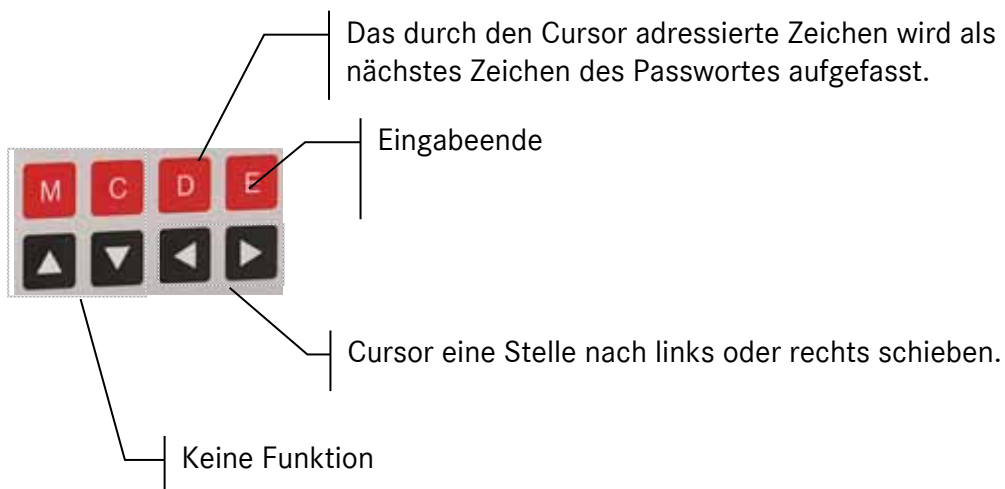 Das durch den Cursor adressierte Zeichen wird als
nächstes Zeichen des Passwortes aufgefasst.
Eingabeende
M C D E
Cursor eine Stelle nach links oder rechts schieben.
Keine Funktion